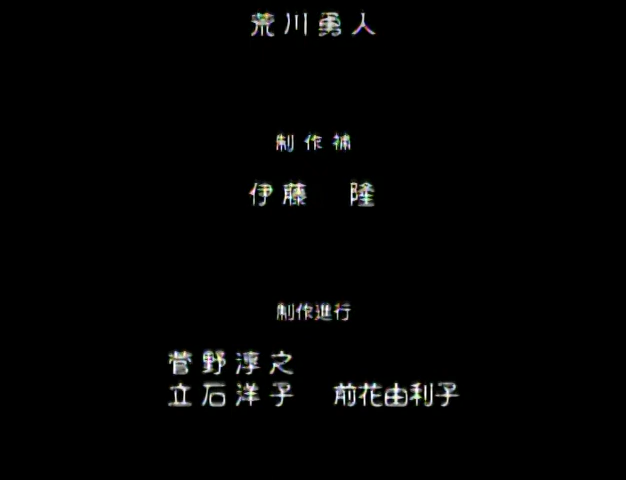 荒川勇人
制作補
伊藤　隆
制作進行
菅野淳之
立石洋子　前花由利子